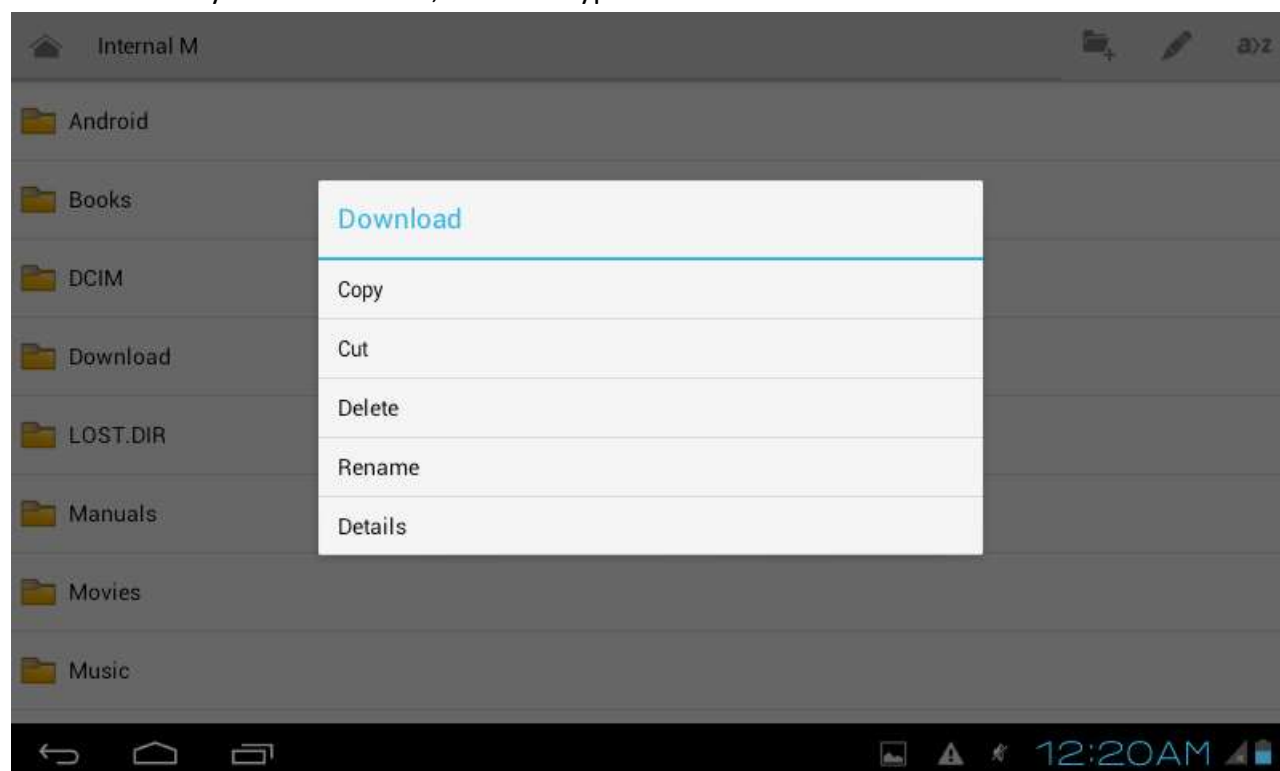 Internal M
a>z
Android
Books
Download
DCIM
Copy
Cut
Download
Delete
LOST.DIR
Rename
Manuals
Details
Movies
Music
12:20AM